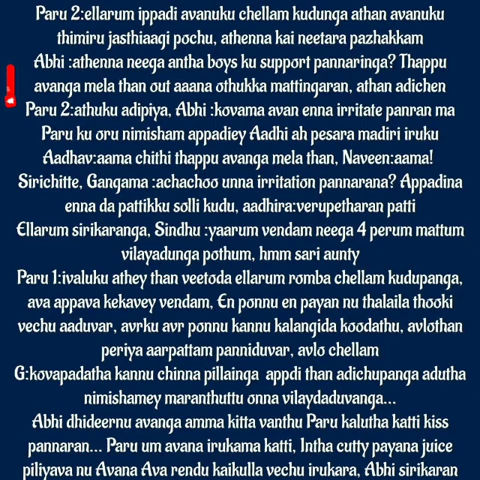 Paru 2:ellarum ippadi avanuku chellam kudunga athan avanuku
thimiru jasthiaagi pochu, athenna kai neetara pazhakkam
Abhi :athenna neega antha boys ku support pannaringa? Thappu
avanga mela than out aaana othukka mattingaran, athan adichen
Paru 2:athuku adipiya, Abhi :kovama avan enna irritate panran ma
Paru ku oru nimisham appadiey Aadhi ah pesara madiri iruku
Aadhav:aama chithi thappu avanga mela than, Naveen:aama!
Sirichitte, Gangama :achachoo unna irritation pannarana? Appadina
enna da pattikku solli kudu, aadhira:verupetharan patti
Ellarum sirikaranga, Sindhu :yaarum vendam neega 4 perum mattum
vilayadunga pothum, hmm sari aunty
Paru 1:ivaluku athey than veetoda ellarum romba chellam kudupanga,
ava appava kekavey vendam, En ponnu en payan nu thalaila thooki
vechu aaduvar, avrku avr ponnu kannu kalangida koodathu, avlothan
periya aarpattam panniduvar, avlo chellam
G:kovapadatha kannu chinna pillainga appdi than adichupanga adutha
nimishamey maranthuttu onna vilaydaduvanga...
Abhi dhideernu avanga amma kitta vanthu Paru kalutha katti kiss
pannaran... Paru um avana irukama katti, Intha cutty payana juice
piliyava nu Avana Ava rendu kaikulla vechu irukara, Abhi sirikaran